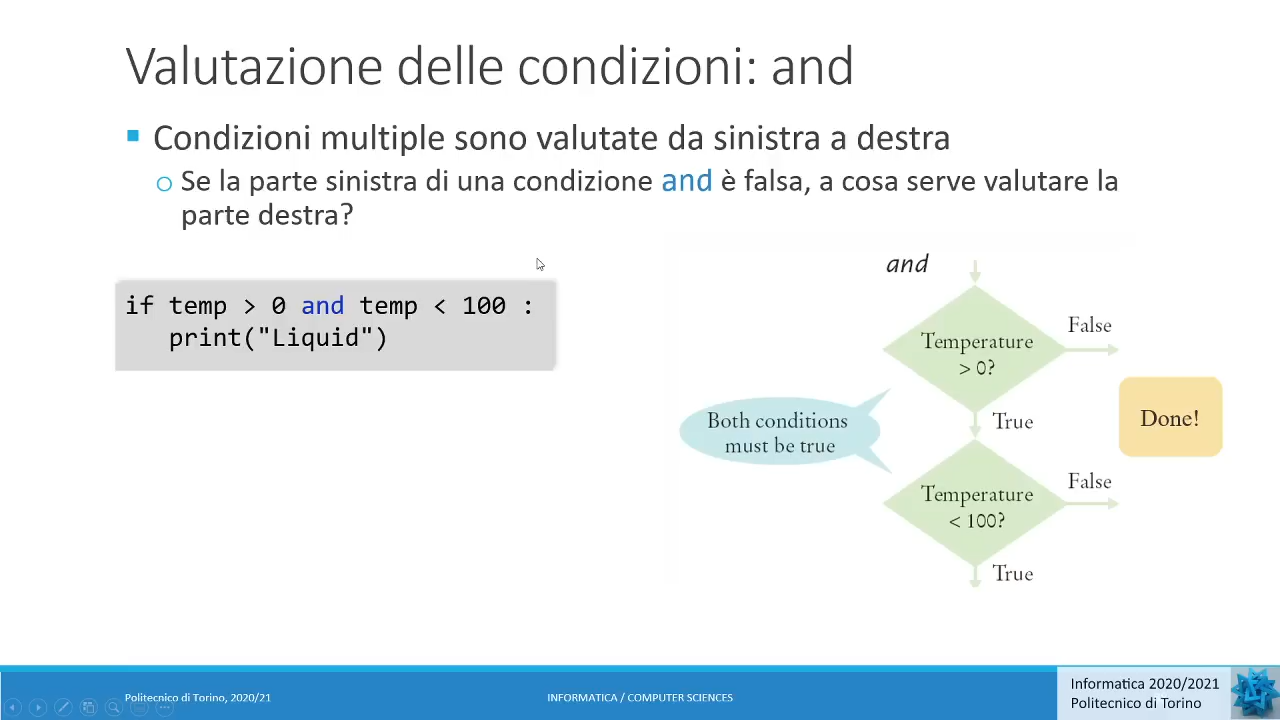 Valutazione delle condizioni: and
Condizioni multiple sono valutate da sinistra a destra
Se la parte sinistra di una condizione and è falsa, a cosa serve valutare la
parte destra?
if temp > 0 and temp < 100 :
print("Liquid")
and
Temperature
> 0?
False
True
Both conditions
must be true
Done!
Temperature
< 100?
False
True
Politecnico di Torino, 2020/21
INFORMATICA / COMPUTER SCIENCES
Informatica 2020/2021
Politecnico di Torino